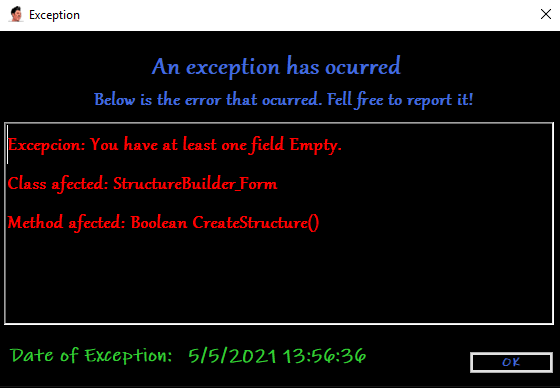 Exception
An exception has ocurred
Below is the error that ocurred. Fell free to report it!
Excepcion: You have at least one field Empty.
Class afected: StructureBuilder_Form
Method afected: Boolean CreateStructure()
Date of Exception: 5/5/2021 13:56:36
OK